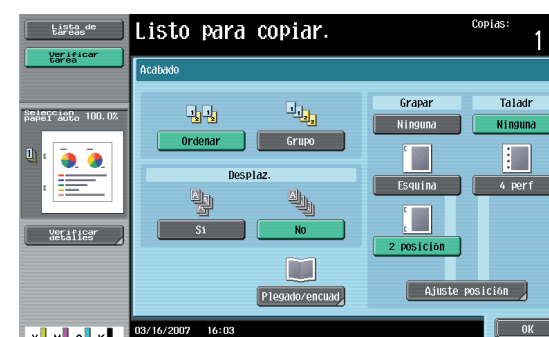 Lista de
tareas
Listo para copiar.
Copias:
1
Verificar
tarea
Acabado
Selección
papel auto 100.0%
Grapar
Taladr
Ninguna
Ninguna
Ordenar
Grupo
Esquina
4 perf
Desplaz.
Sí
No
2 posición
Verificar
detalles
Plegado/encuad
Ajuste posición
03/16/2007 16:03
OK
Y M C K